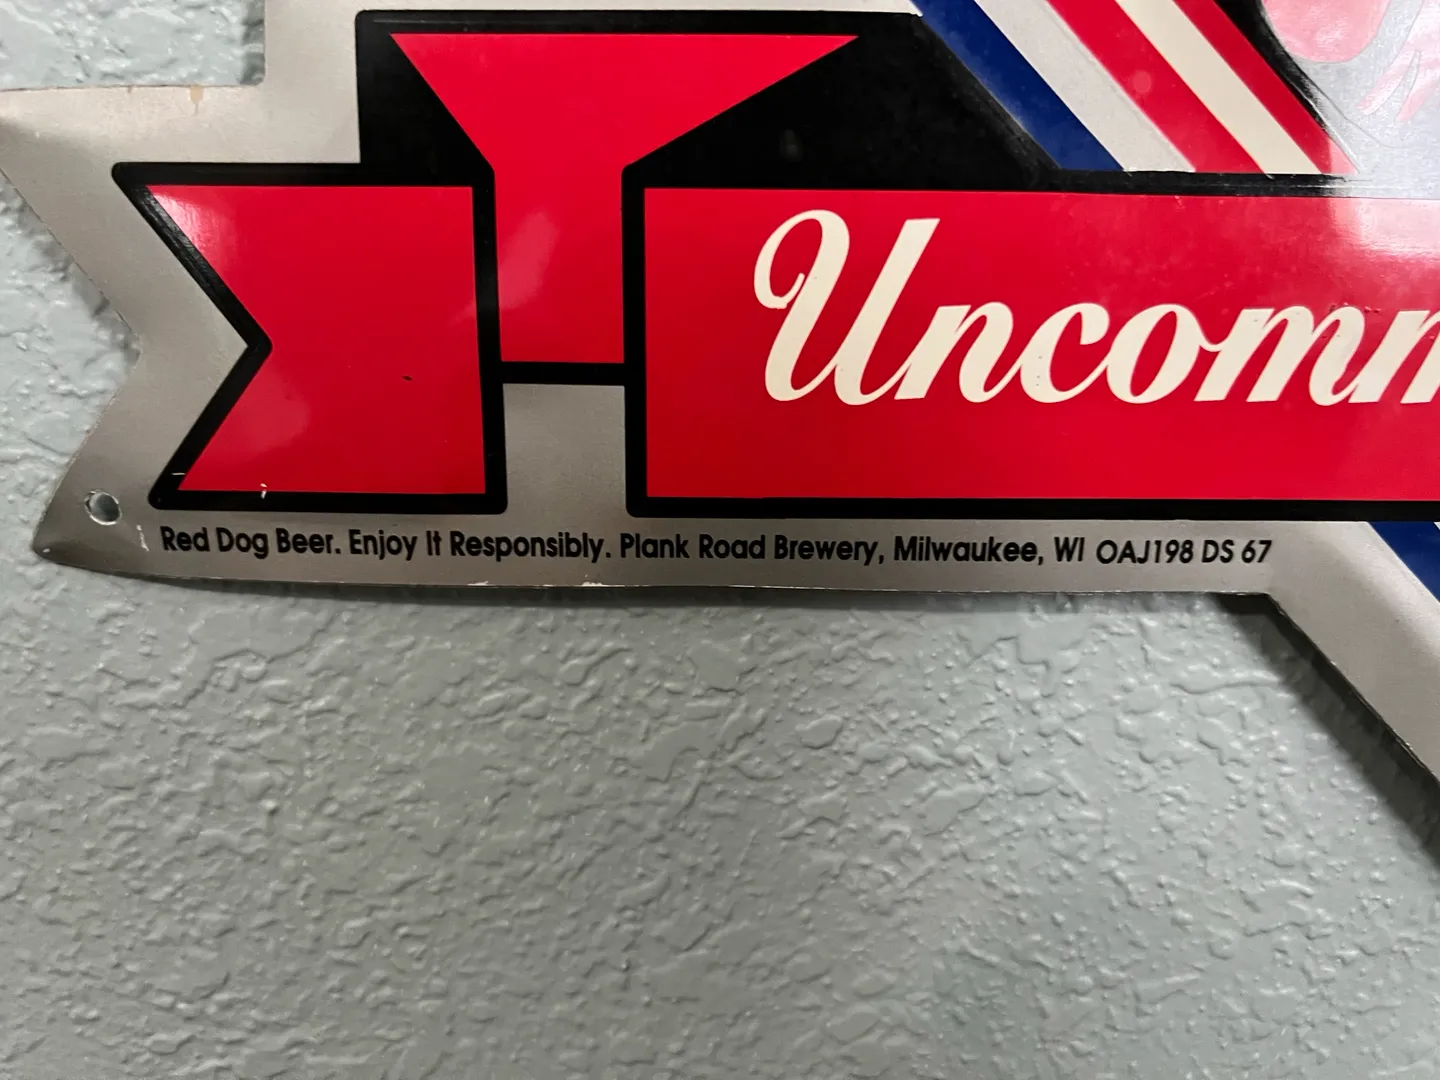 Uncomm
Red Dog Beer. Enjoy It Responsibly. Plank Road Brewery, Milwaukee, WI OAJ198 DS 67